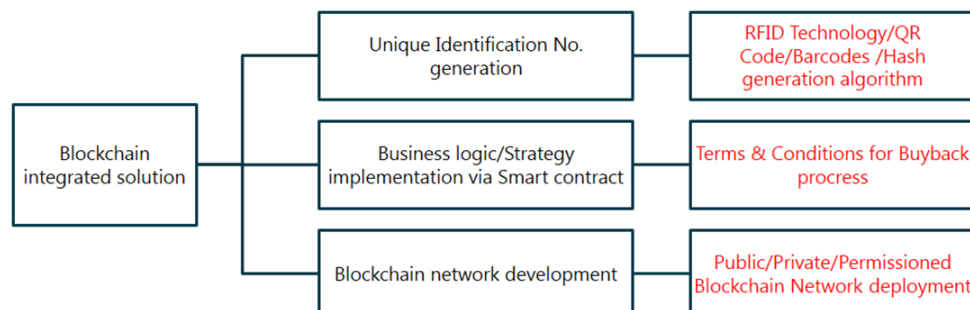 Blockchain
integrated solution
Unique Identification No.
generation
RFID Technology/QR
Code/Barcodes /Hash
generation algorithm
Business logic/Strategy
implementation via Smart contract
Terms & Conditions for Buyback
procress
Blockchain network development
Public/Private/Permissioned
Blockchain Network deployment